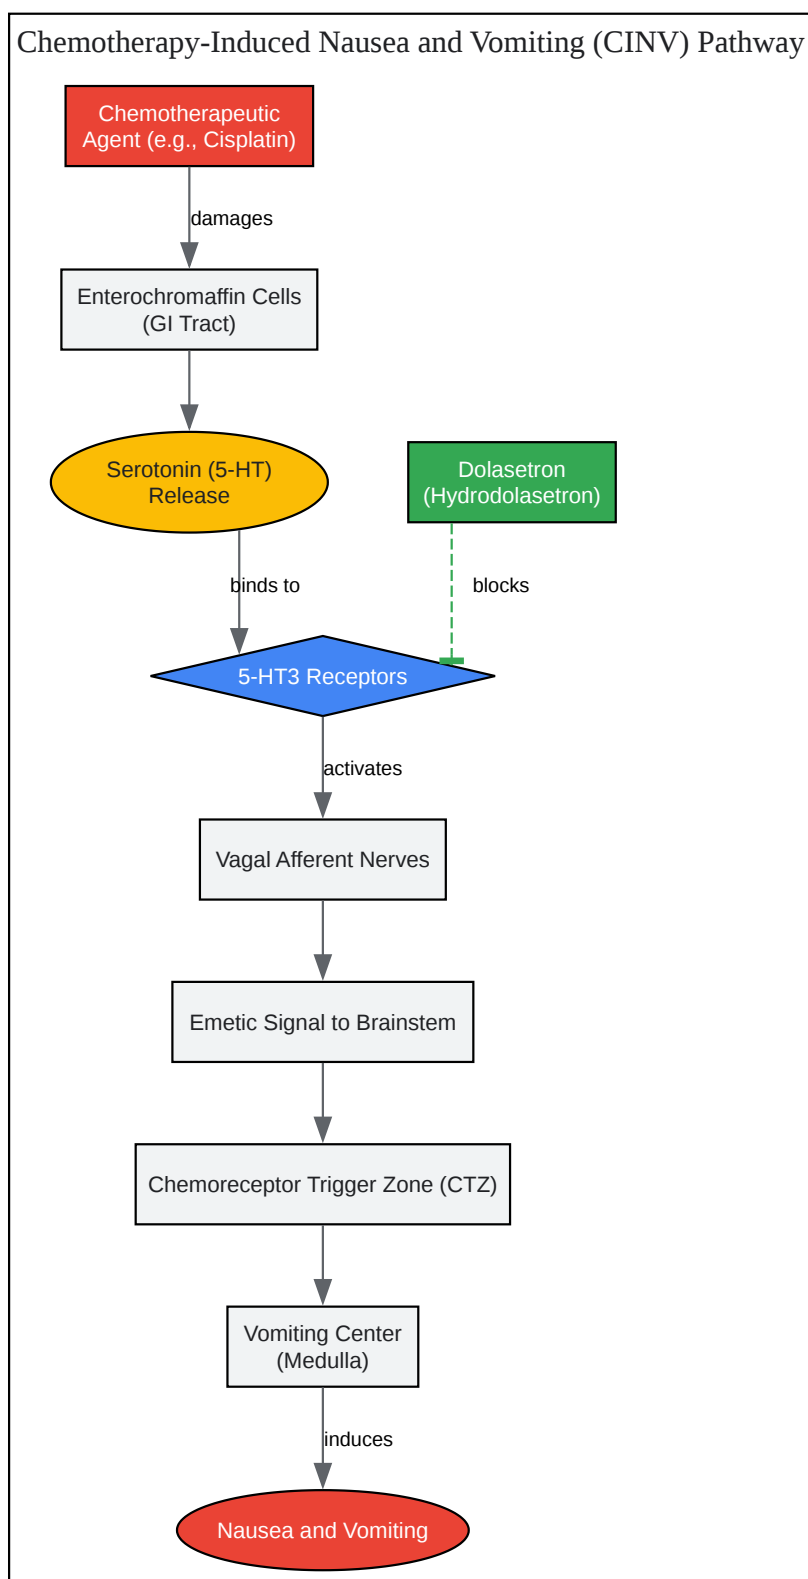 Chemotherapy-Induced Nausea and Vomiting (CINV) Pathway
Chemotherapeutic
Agent (e.g., Cisplatin)
damages
Enterochromaffin Cells
(GI Tract)
Serotonin (5-HT)
Release
Dolasetron
(Hydrodolasetron)
binds to
blocks
5-HT3 Receptors
activates
Vagal Afferent Nerves
Emetic Signal to Brainstem
Chemoreceptor Trigger Zone (CTZ)
Vomiting Center
(Medulla)
induces
Nausea and Vomiting